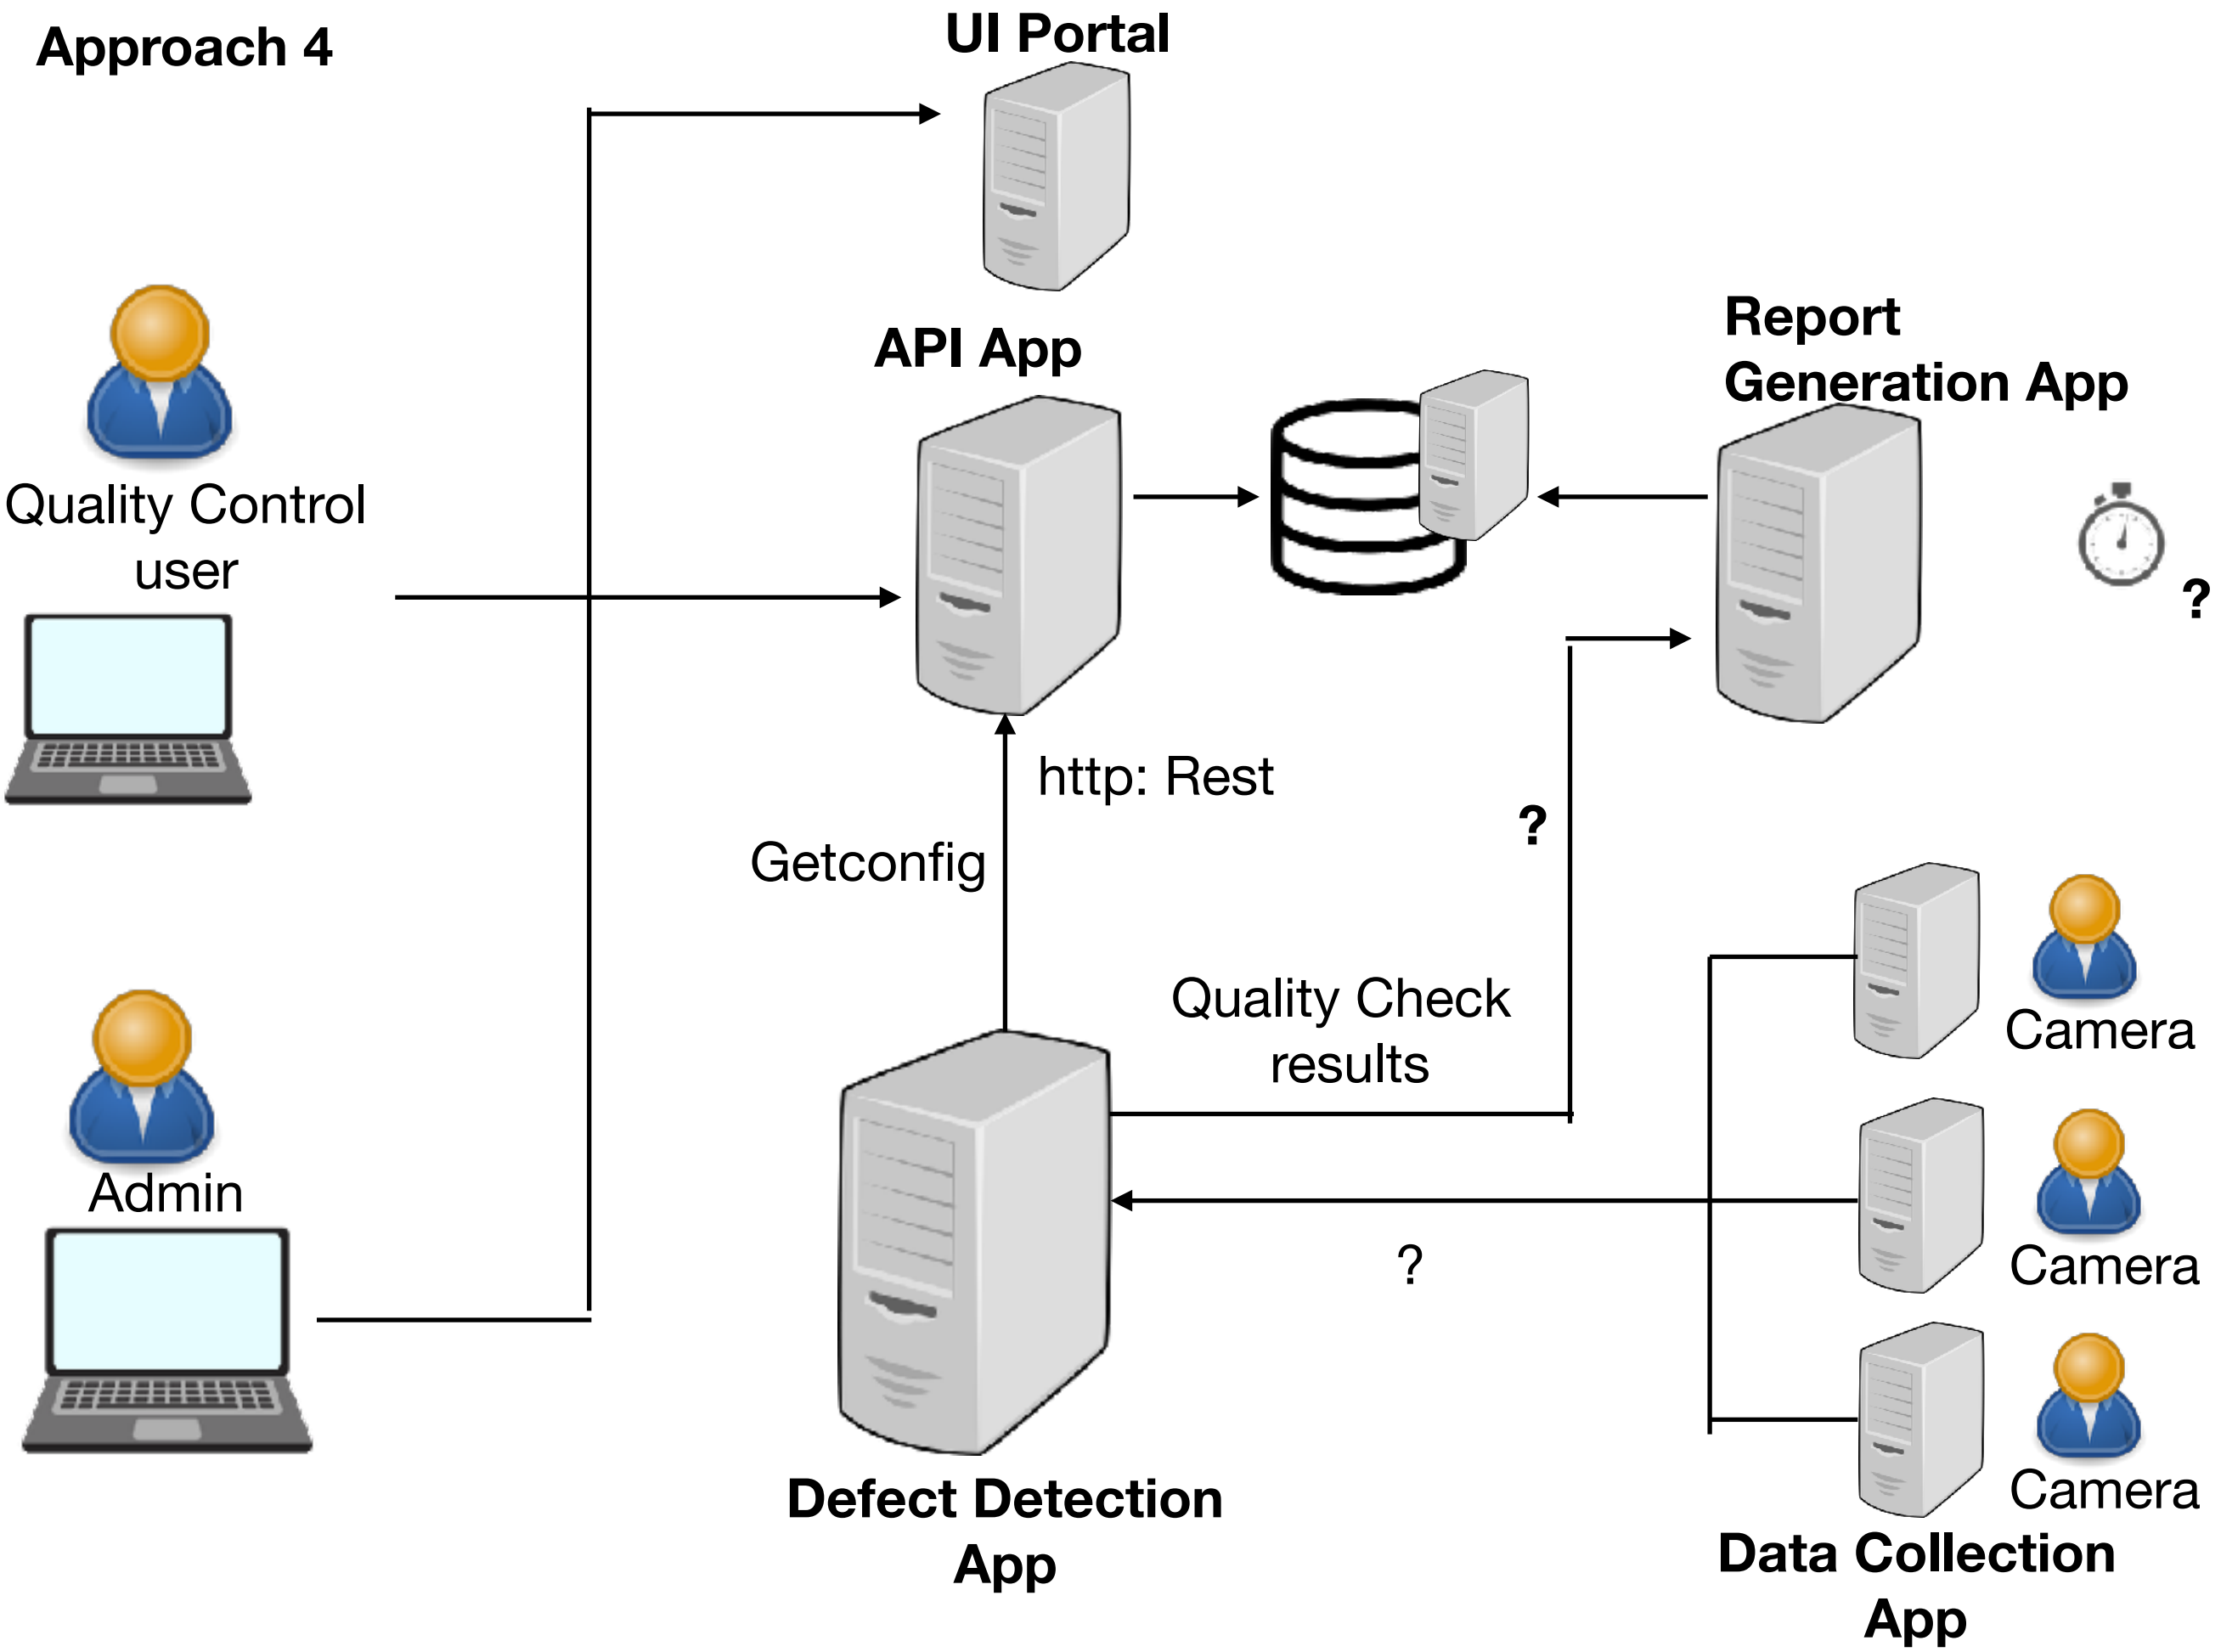 Approach 4
UI Portal
API App
Report
Generation App
Quality Control
user
?
http: Rest
Getconfig
?
Quality Check
results
Camera
Admin
?
Camera
Camera
Defect Detection
App
Data Collection
App